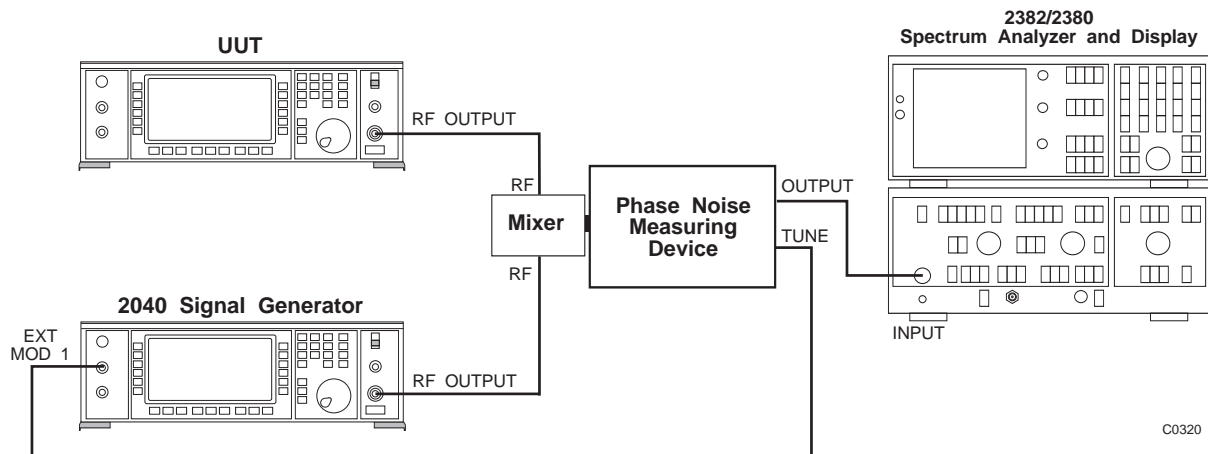 UUT
2382/2380
Spectrum Analyzer and Display
RF OUTPUT
RF
Mixer
RF
Phase Noise
Measuring
Device
OUTPUT
TUNE
INPUT
2040 Signal Generator
EXT
MOD 1
RF OUTPUT
C0320